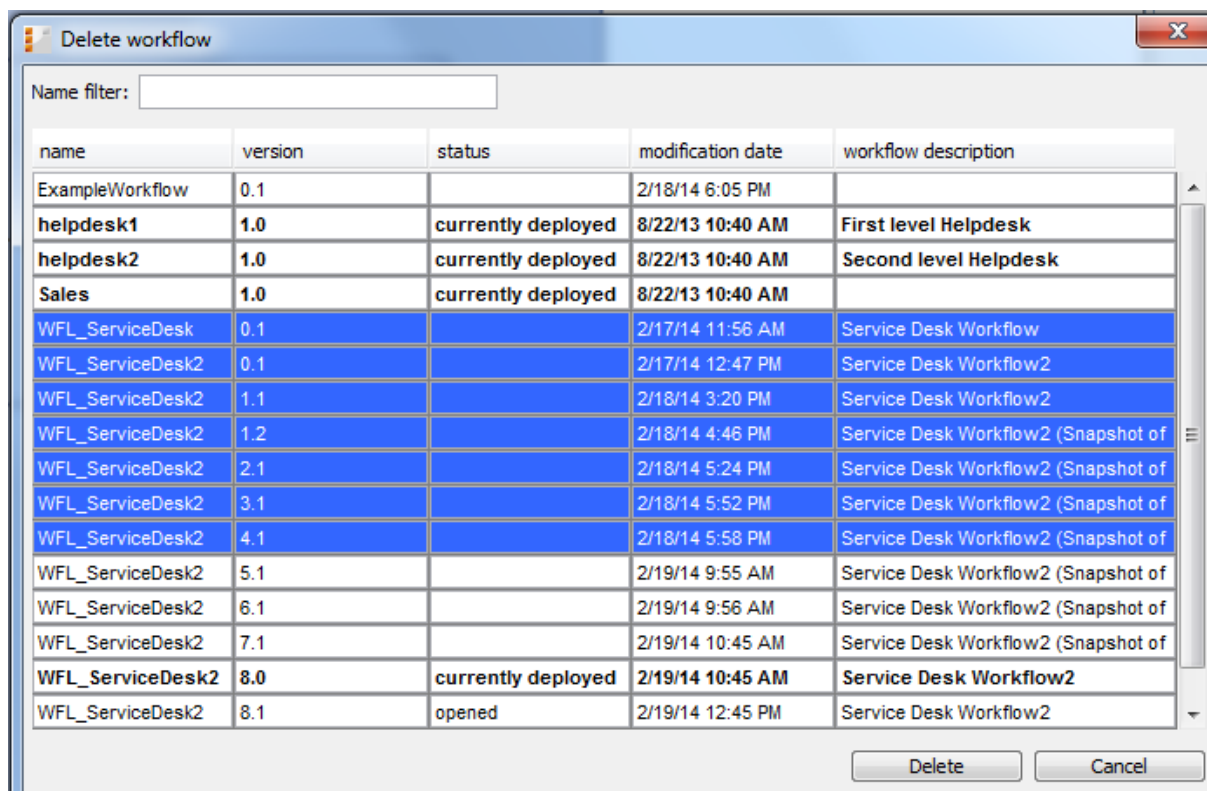 Delete workflow
Name filter:
name version status modification date workflow description
ExampleWorkflow 0.1 2/18/14 6:05 PM
helpdesk1 1.0 currently deployed 8/22/13 10:40 AM First level Helpdesk
helpdesk2 1.0 currently deployed 8/22/13 10:40 AM Second level Helpdesk
Sales 1.0 currently deployed 8/22/13 10:40 AM
WFL_ServiceDesk 0.1 2/17/14 11:56 AM Service Desk Workflow
WFL_ServiceDesk2 0.1 2/17/14 12:47 PM Service Desk Workflow2
WFL_ServiceDesk2 1.1 2/18/14 3:20 PM Service Desk Workflow2
WFL_ServiceDesk2 1.2 2/18/14 4:46 PM Service Desk Workflow2 (Snapshot of
WFL_ServiceDesk2 2.1 2/18/14 5:24 PM Service Desk Workflow2 (Snapshot of
WFL_ServiceDesk2 3.1 2/18/14 5:52 PM Service Desk Workflow2 (Snapshot of
WFL_ServiceDesk2 4.1 2/18/14 5:58 PM Service Desk Workflow2 (Snapshot of
WFL_ServiceDesk2 5.1 2/19/14 9:55 AM Service Desk Workflow2 (Snapshot of
WFL_ServiceDesk2 6.1 2/19/14 9:56 AM Service Desk Workflow2 (Snapshot of
WFL_ServiceDesk2 7.1 2/19/14 10:45 AM Service Desk Workflow2 (Snapshot of
WFL_ServiceDesk2 8.0 currently deployed 2/19/14 10:45 AM Service Desk Workflow2
WFL_ServiceDesk2 8.1 opened 2/19/14 12:45 PM Service Desk Workflow2
Delete Cancel